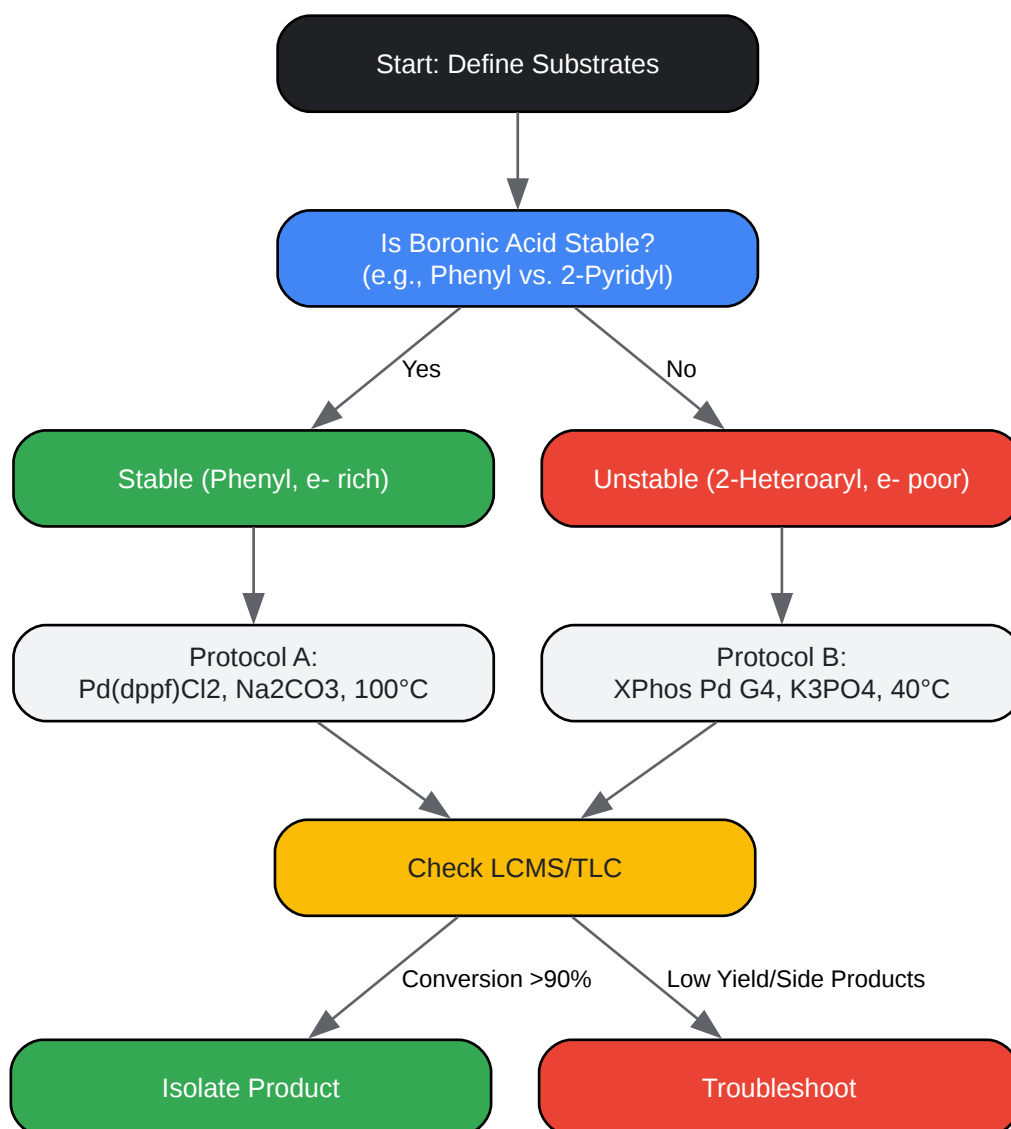 Start: Define Substrates
Is Boronic Acid Stable?
(e.g., Phenyl vs. 2-Pyridyl)
Yes
No
Stable (Phenyl, e- rich)
Unstable (2-Heteroaryl, e- poor)
Protocol A:
Pd(dppf)Cl2, Na2CO3, 100°C
Protocol B:
XPhos Pd G4, K3PO4, 40°C
Check LCMS/TLC
Conversion >90%
Low Yield/Side Products
Isolate Product
Troubleshoot